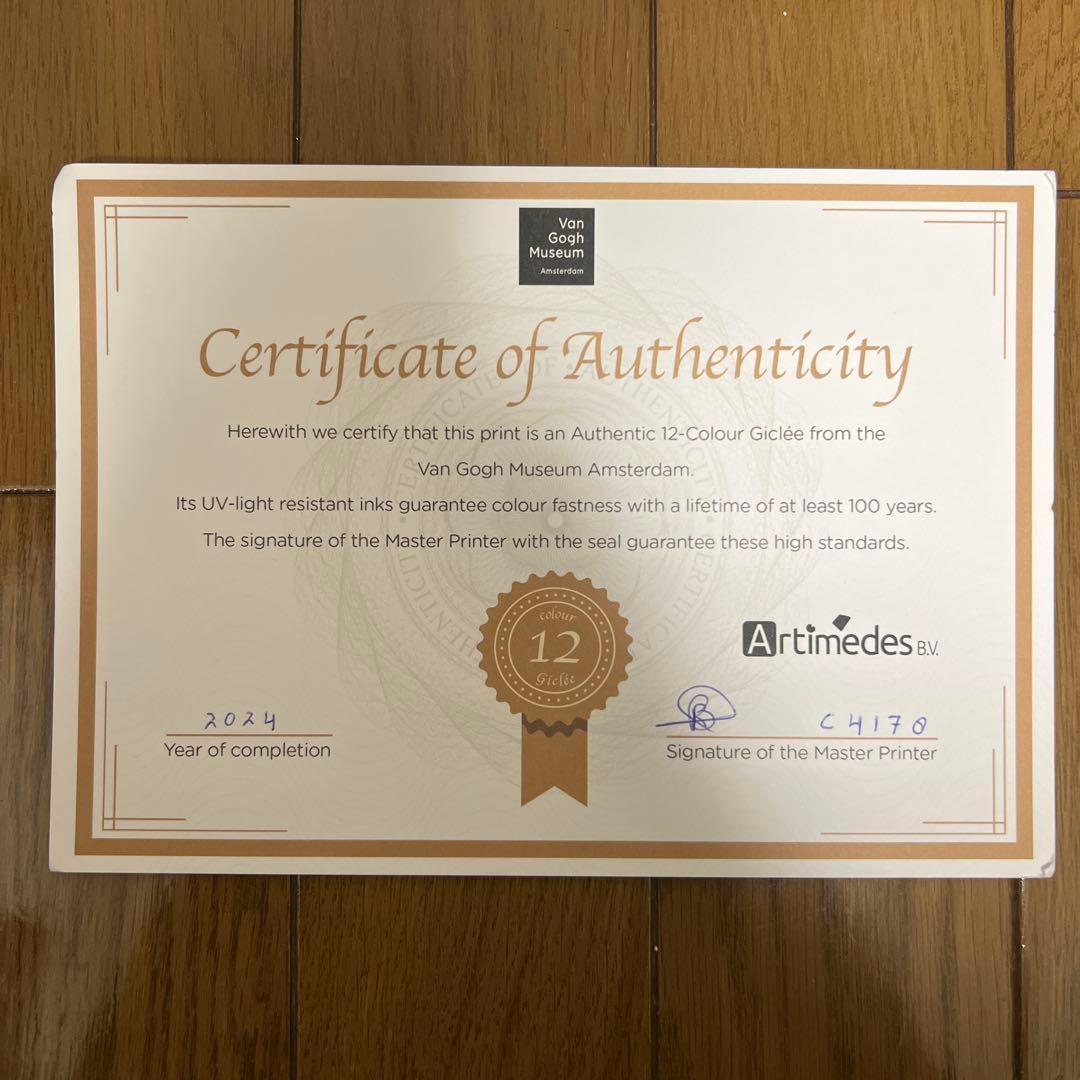 Van
Gogh
Museum
Amsterdam
Certificate of Authenticity
Herewith we certify that this print is an Authentic 12-Colour Giclée from the
Van Gogh Museum Amsterdam.
Its UV-light resistant inks guarantee colour fastness with a lifetime of at least 100 years.
The signature of the Master Printer with the seal guarantee these high standards.
colour
12
Giclée
Artimedes B.V.
2024
C4170
Year of completion
Signature of the Master Printer
CERTIFICATE OF AUTHENTICITY